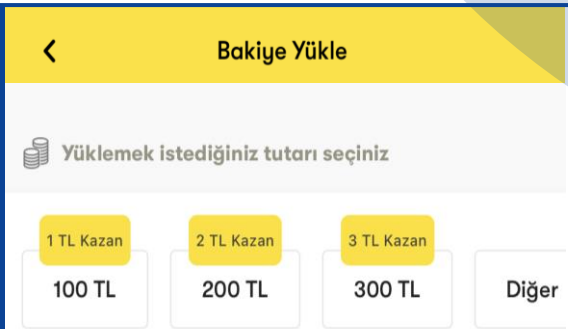 Bakiye Yükle
Yüklemek istediğiniz tutarı seçiniz
1 TL Kazan 2 TL Kazan 3 TL Kazan
100 TL 200 TL 300 TL Diğer